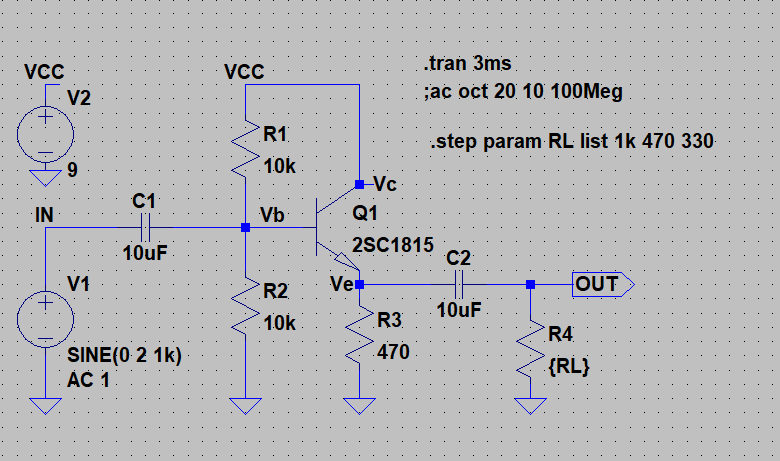 .tran 3ms
;ac oct 20 10 100Meg
.step param RL list 1k 470 330
VCC
V2
9
VCC
R1
10k
Vc
Q1
2SC1815
IN
C1
10uF
Vb
V1
SINE(0 2 1k)
AC 1
R2
10k
Ve
R3
470
C2
10uF
OUT
R4
{RL}